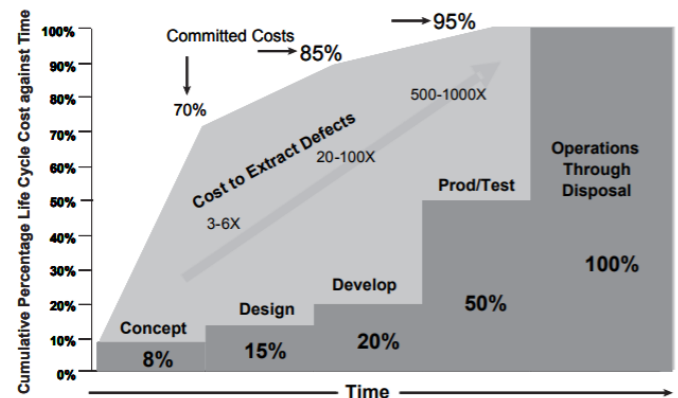 Cumulative Percentage Life Cycle Cost against Time
100%
90%
80%
70%
60%
50%
40%
30%
20%
10%
0%
Committed Costs
70%
85%
95%
Cost to Extract Defects
3-6X
20-100X
500-1000X
Concept
8%
Design
15%
Develop
20%
Prod/Test
50%
Operations
Through
Disposal
100%
Time